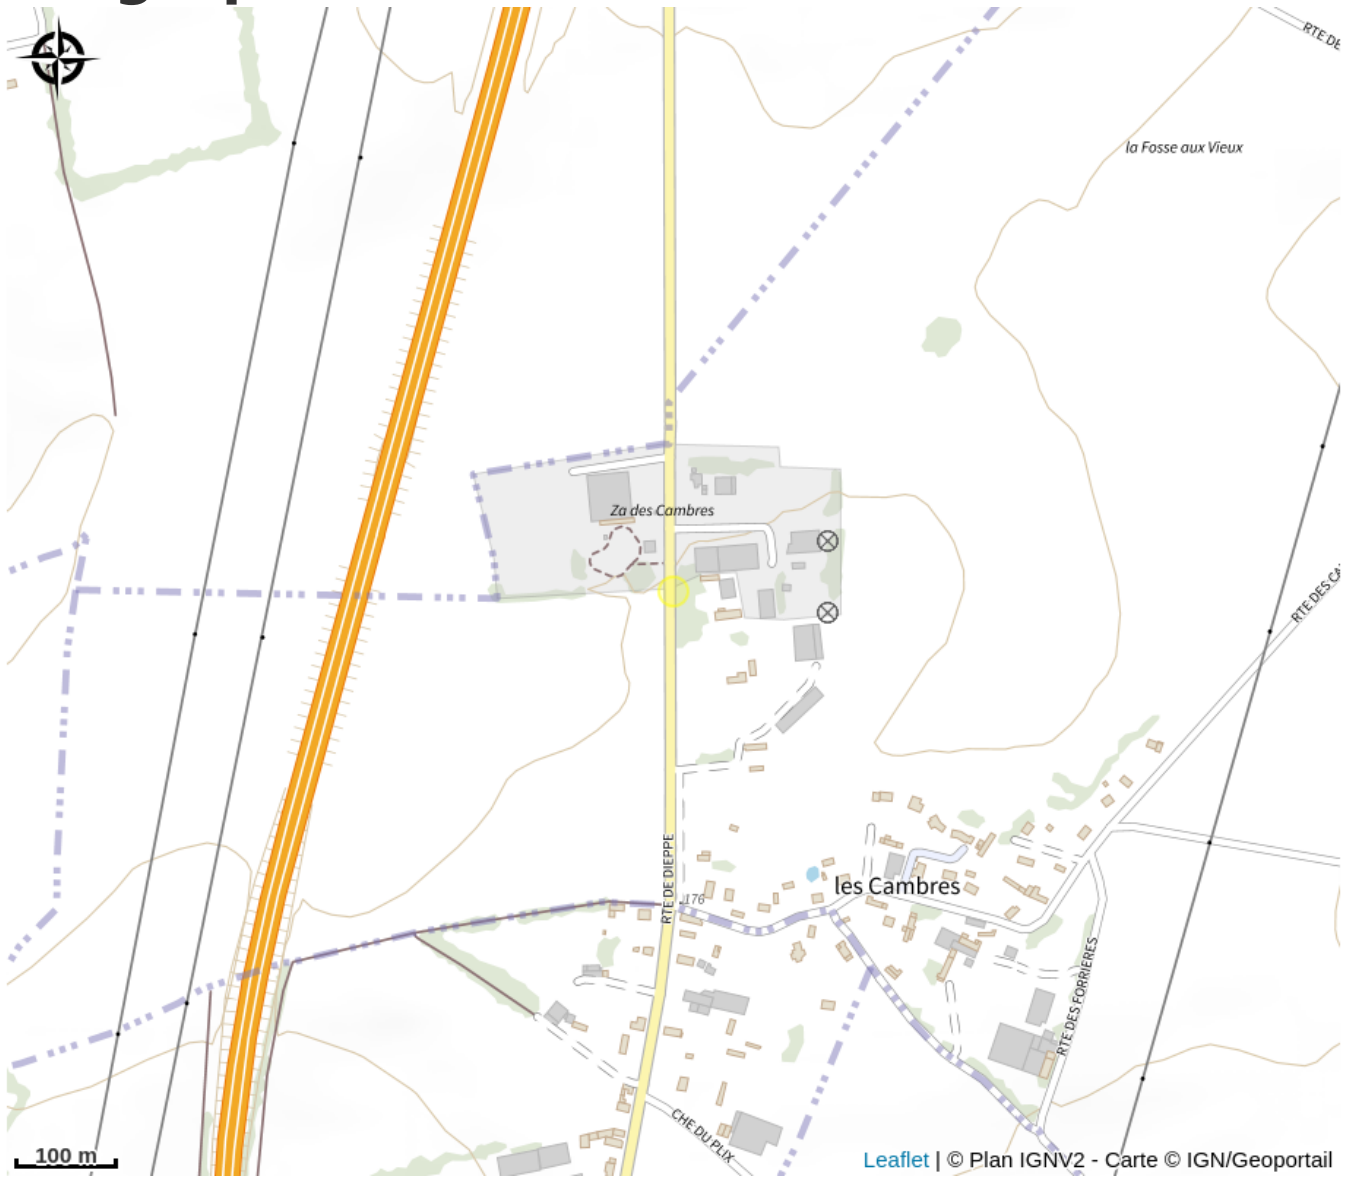 RTE DE
la Fosse aux Vieux
Za des Cambres
RTE DES CA
RTE DE DIEPPE
les Cambres
176
RTE DES FORRIERES
CHE DU PLIX
100 m
Leaflet | © Plan IGNV2 - Carte © IGN/Geoportail